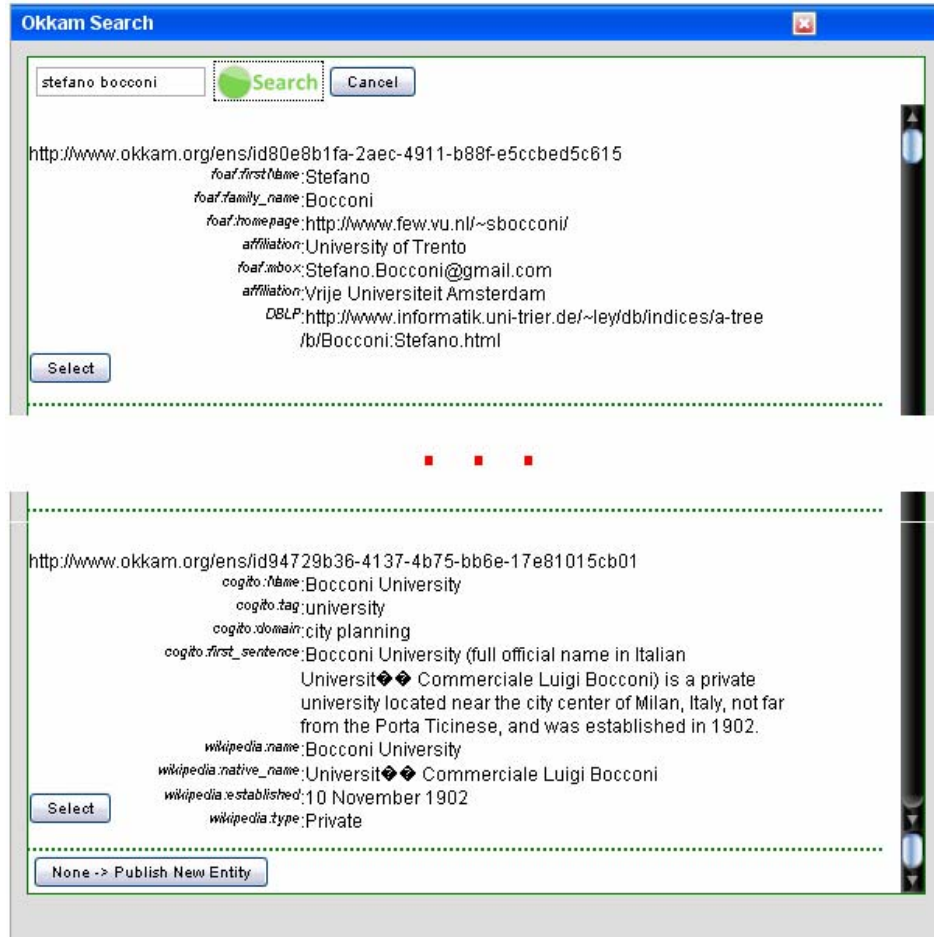 Okkam Search
stefano bocconi Search Cancel
http://www.okkam.org/ens/id80e8b1fa-2aec-4911-b88f-e5ccbed5c615
foaf:firstName:Stefano
foaf:family_name:Bocconi
foaf:homepage:http://www.few.vu.nl/~sbocconi/
affiliation:University of Trento
foaf:mbox:Stefano.Bocconi@gmail.com
affiliation:Vrije Universiteit Amsterdam
DBLP:http://www.informatik.uni-trier.de/~ley/db/indices/a-tree
/b/Bocconi:Stefano.html
Select
. . .
http://www.okkam.org/ens/id94729b36-4137-4b75-bb6e-17e81015cb01
cogito:Name:Bocconi University
cogito:tag:university
cogito:domain:city planning
cogito:first_sentence:Bocconi University (full official name in Italian
Universit�� Commerciale Luigi Bocconi) is a private
university located near the city center of Milan, Italy, not far
from the Porta Ticinese, and was established in 1902.
wikipedia:name:Bocconi University
wikipedia:native_name:Universit�� Commerciale Luigi Bocconi
wikipedia:established:10 November 1902
Select
wikipedia:type:Private
None -> Publish New Entity